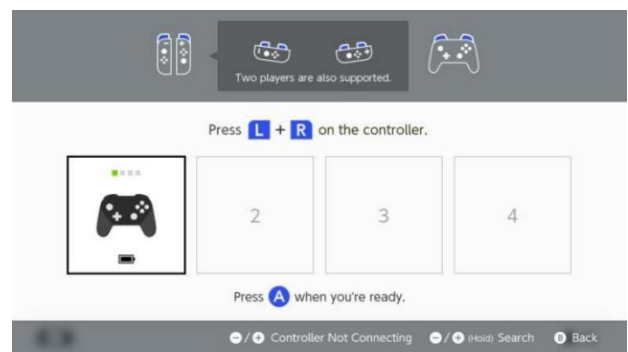 Two players are also supported.
Press L + R on the controller.
2
3
4
Press A when you're ready.
-/+ Controller Not Connecting -/+ (Hold) Search B Back